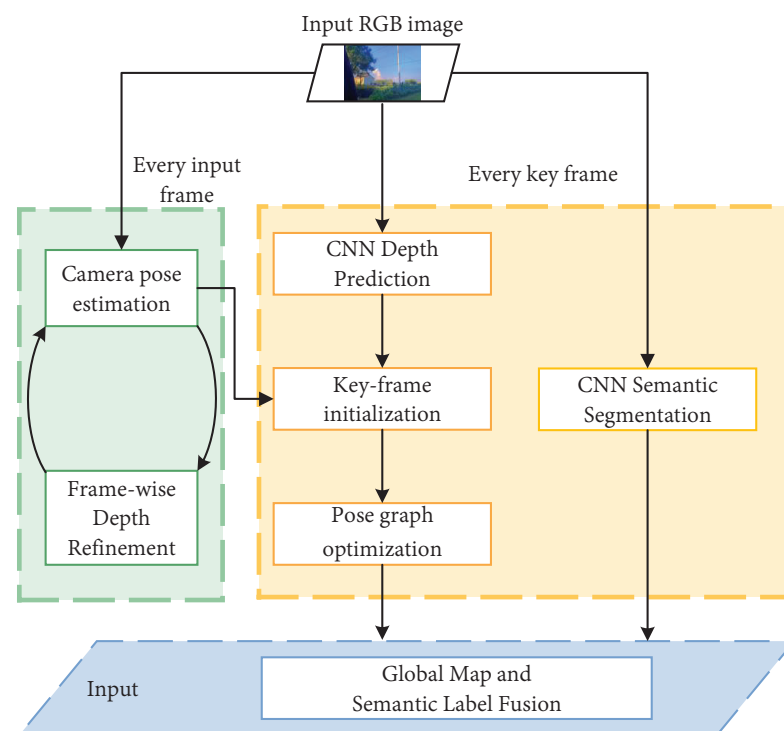 Input RGB image
Every input
frame
Every key frame
CNN Depth
Prediction
Camera pose
estimation
Key-frame
initialization
CNN Semantic
Segmentation
Frame-wise
Depth
Refinement
Pose graph
optimization
Input
Global Map and
Semantic Label Fusion